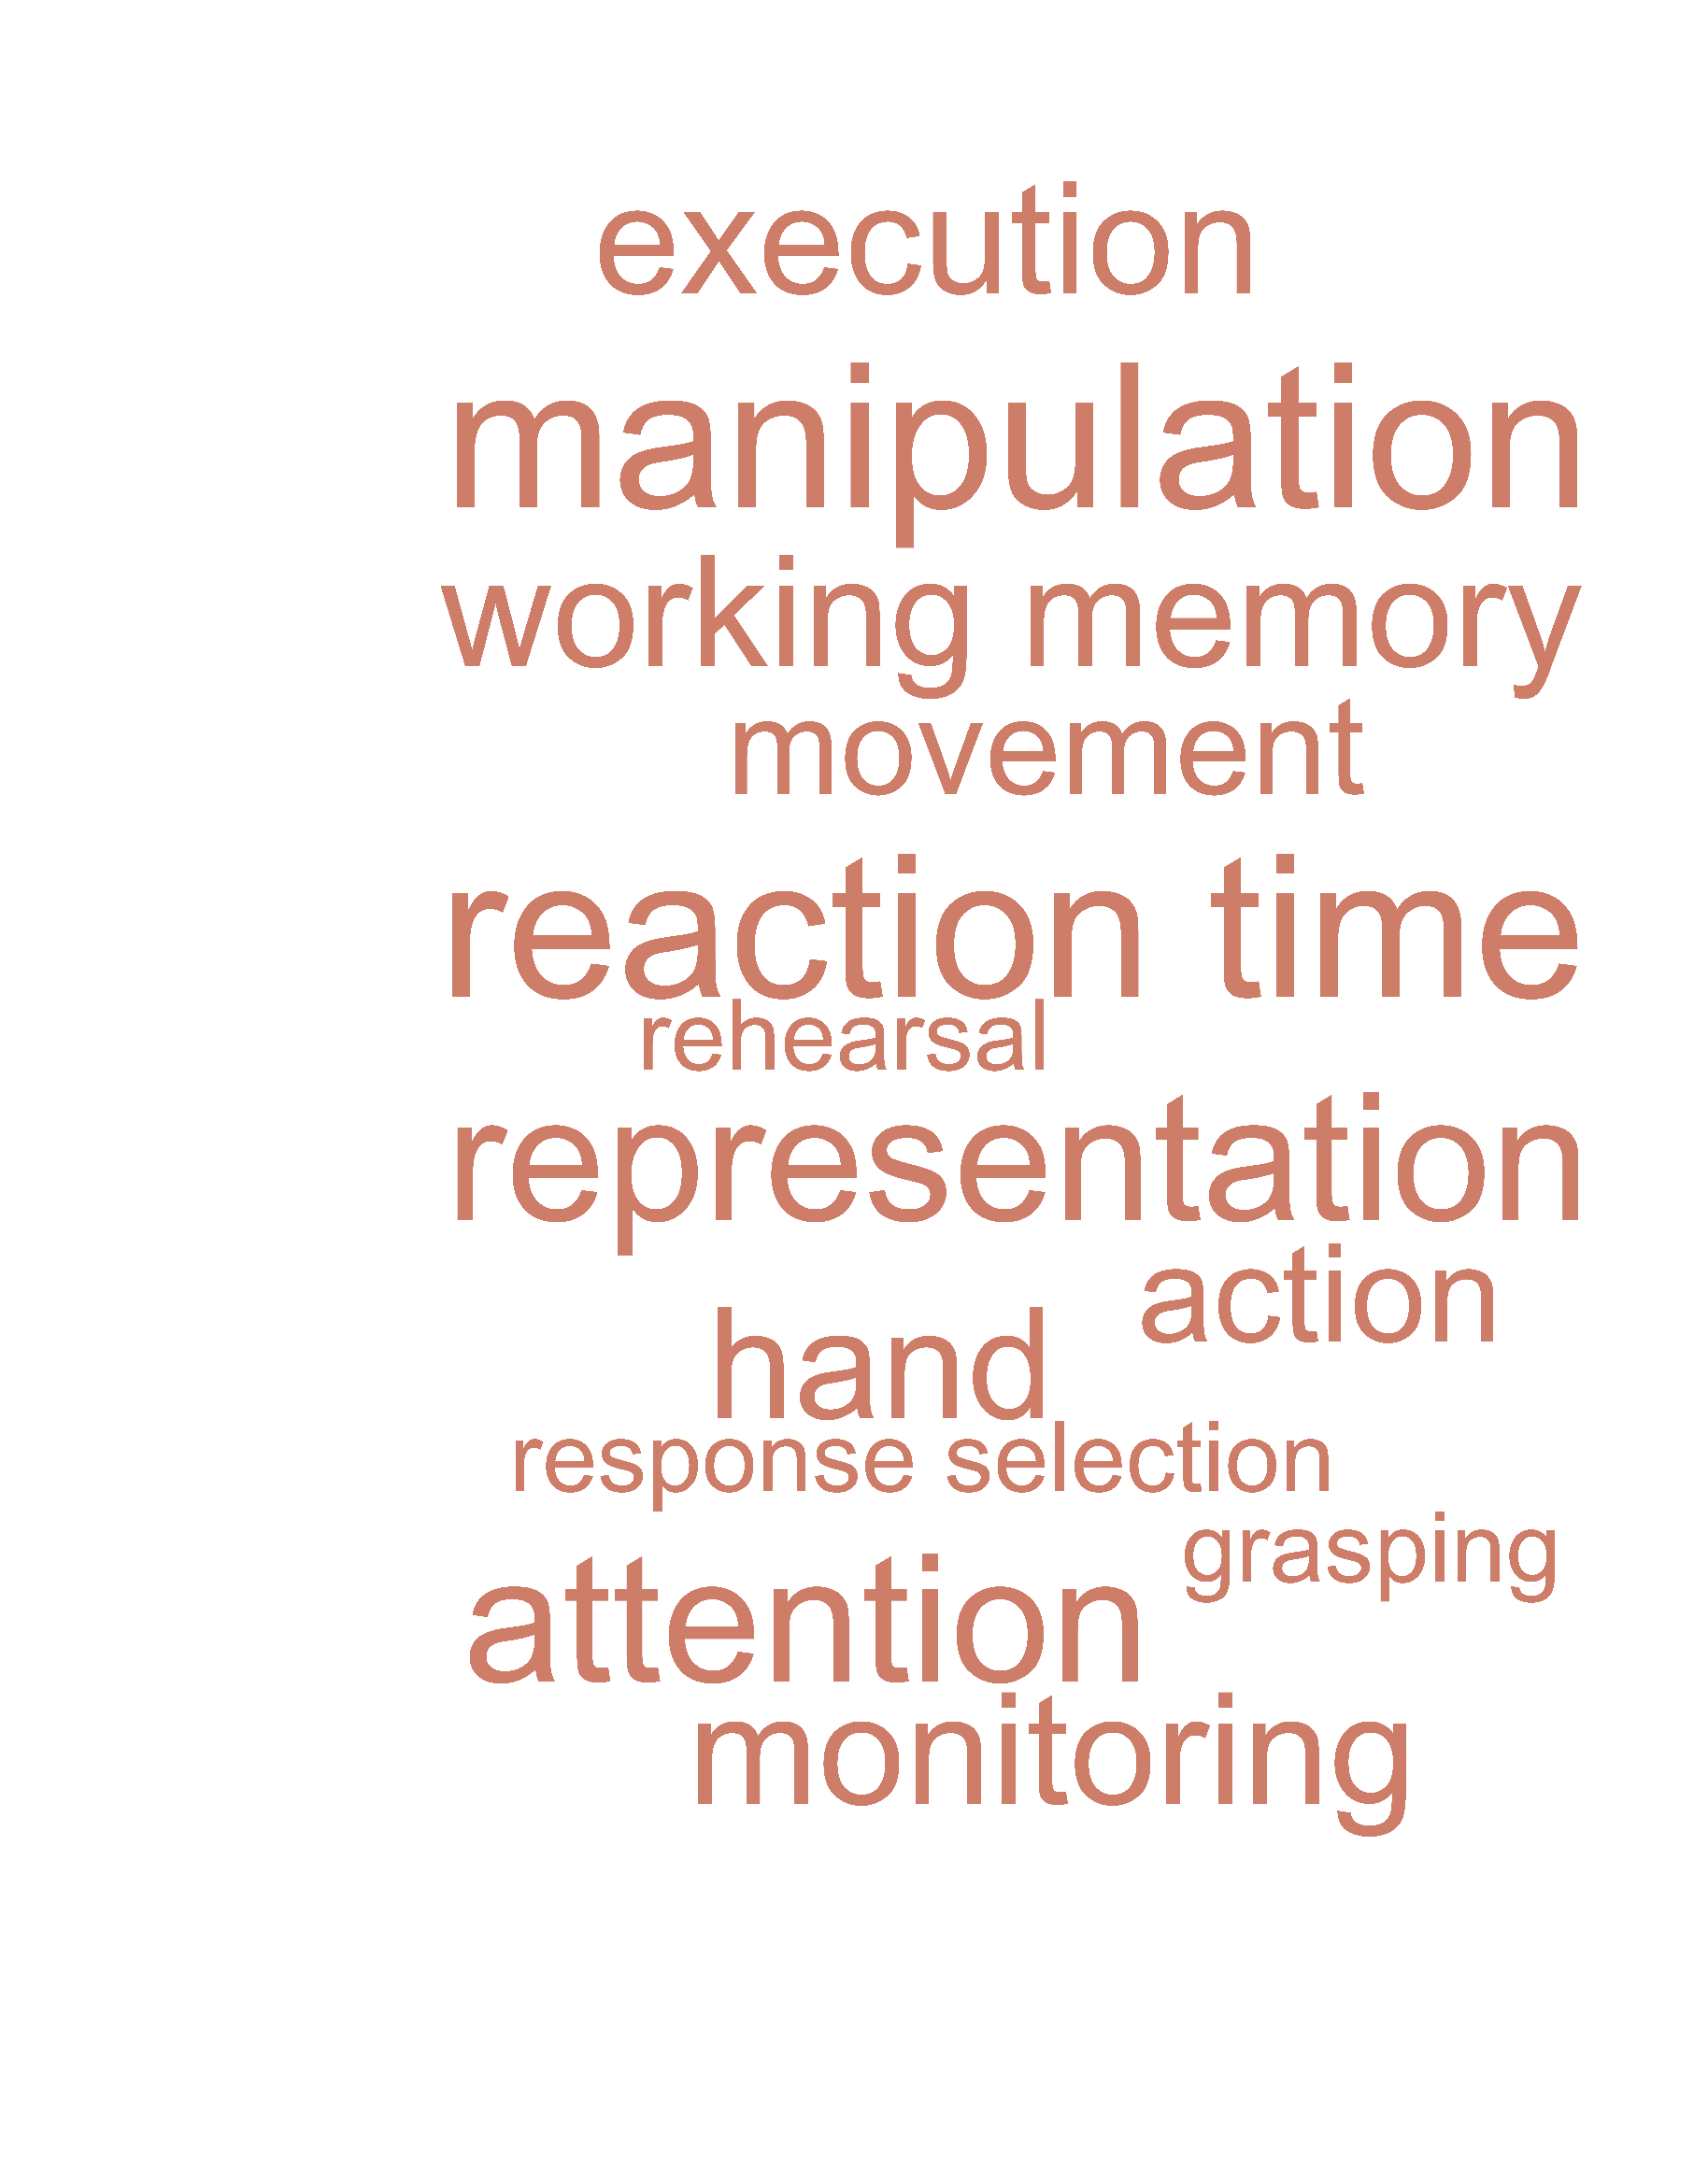 execution
manipulation
working memory
movement
reaction time
rehearsal
representation
action
hand
response selection
grasping
attention
monitoring